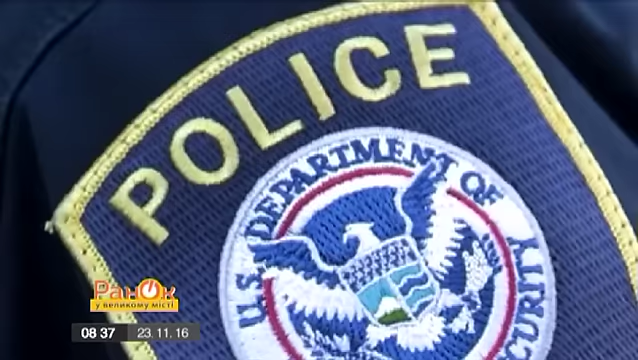 POLICE
U.S. DEPARTMENT OF
SECURITY
Ранок
у великому місті
08 37 23.11.16